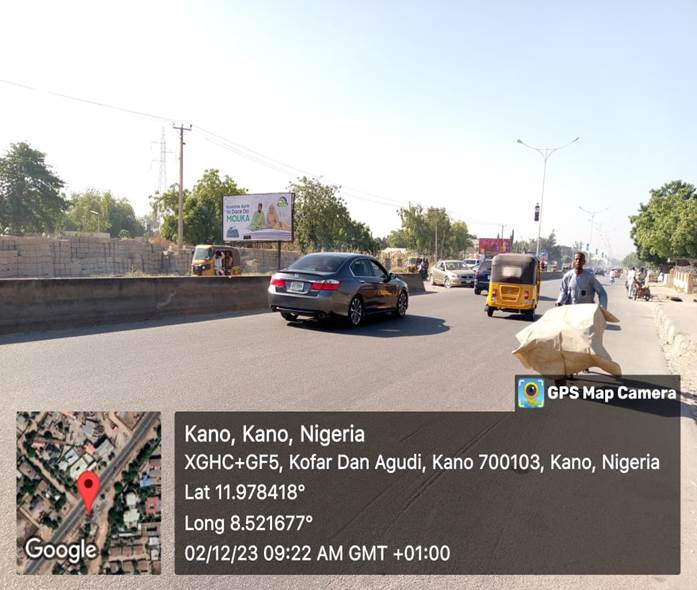 MOUKA
GPS Map Camera
Kano, Kano, Nigeria
XGHC+GF5, Kofar Dan Agudi, Kano 700103, Kano, Nigeria
Lat 11.978418°
Long 8.521677°
02/12/23 09:22 AM GMT +01:00
Google